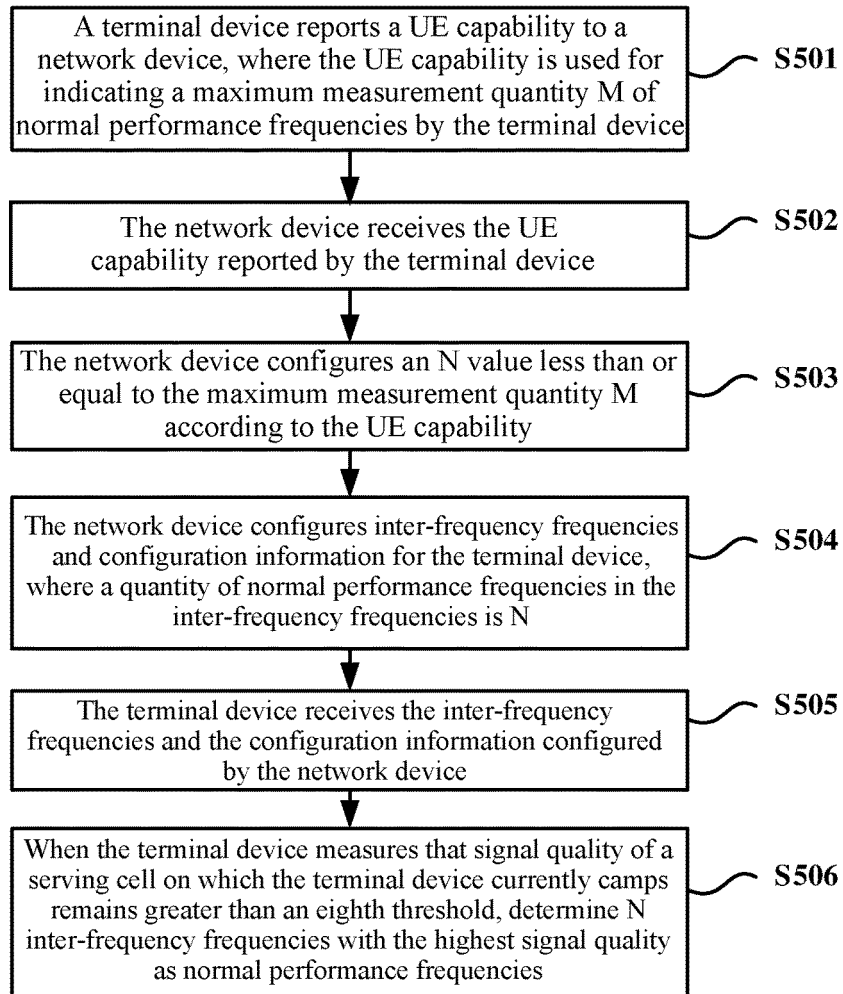 A terminal device reports a UE capability to a
network device, where the UE capability is used for
indicating a maximum measurement quantity M of
normal performance frequencies by the terminal device
S501
The network device receives the UE
capability reported by the terminal device
S502
The network device configures an N value less than or
equal to the maximum measurement quantity M
according to the UE capability
S503
The network device configures inter-frequency frequencies
and configuration information for the terminal device,
where a quantity of normal performance frequencies in the
inter-frequency frequencies is N
S504
The terminal device receives the inter-frequency
frequencies and the configuration information configured
by the network device
S505
When the terminal device measures that signal quality of a
serving cell on which the terminal device currently camps
remains greater than an eighth threshold, determine N
inter-frequency frequencies with the highest signal quality
as normal performance frequencies
S506